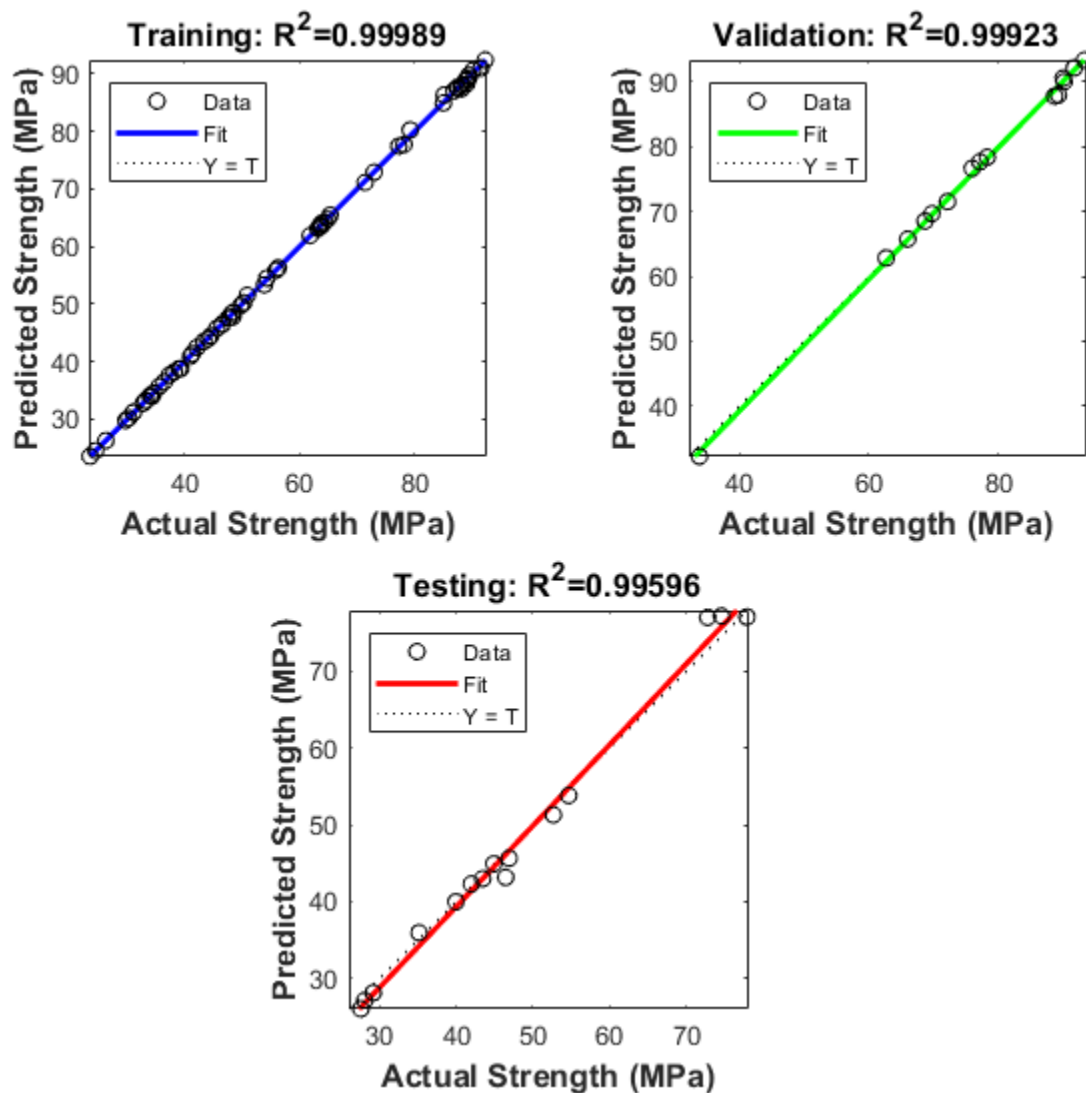 Training: R²=0.99989
Predicted Strength (MPa)
90
80
70
60
50
40
30
Data
Fit
Y = T
40 60 80
Actual Strength (MPa)
Validation: R²=0.99923
Predicted Strength (MPa)
90
80
70
60
50
40
Data
Fit
Y = T
40 60 80
Actual Strength (MPa)
Testing: R²=0.99596
Predicted Strength (MPa)
70
60
50
40
30
Data
Fit
Y = T
30 40 50 60 70
Actual Strength (MPa)